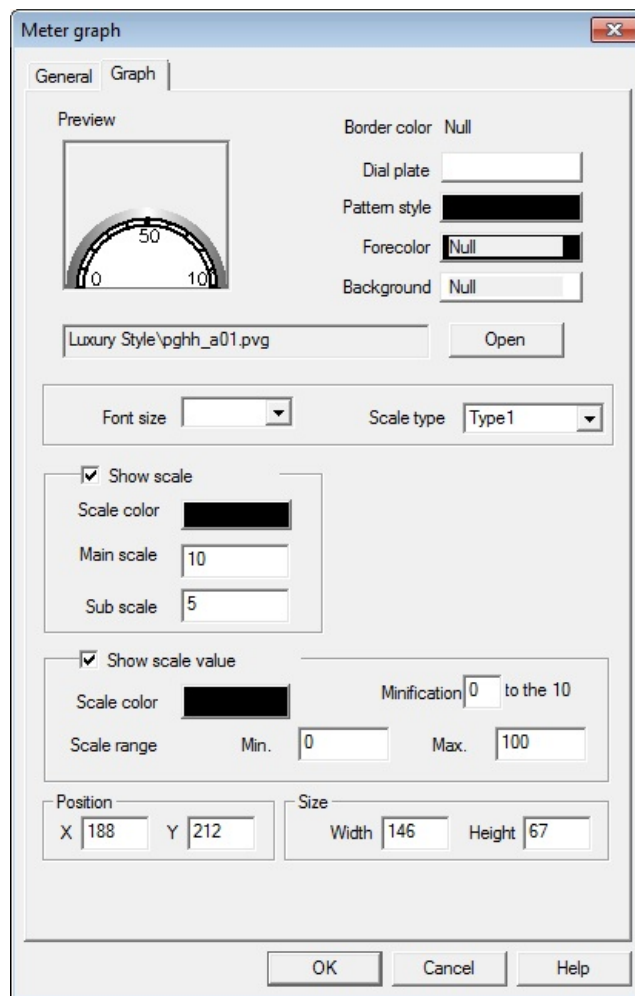 Meter graph
General Graph
Preview
Border color Null
Dial plate
Pattern style
Forecolor Null
Background Null
50
0 10
Luxury Style\pghh_a01.pvg Open
Font size Scale type Type1
Show scale
Scale color
Main scale 10
Sub scale 5
Show scale value
Scale color Minification 0 to the 10
Scale range Min. 0 Max. 100
Position Size
X 188 Y 212 Width 146 Height 67
OK Cancel Help